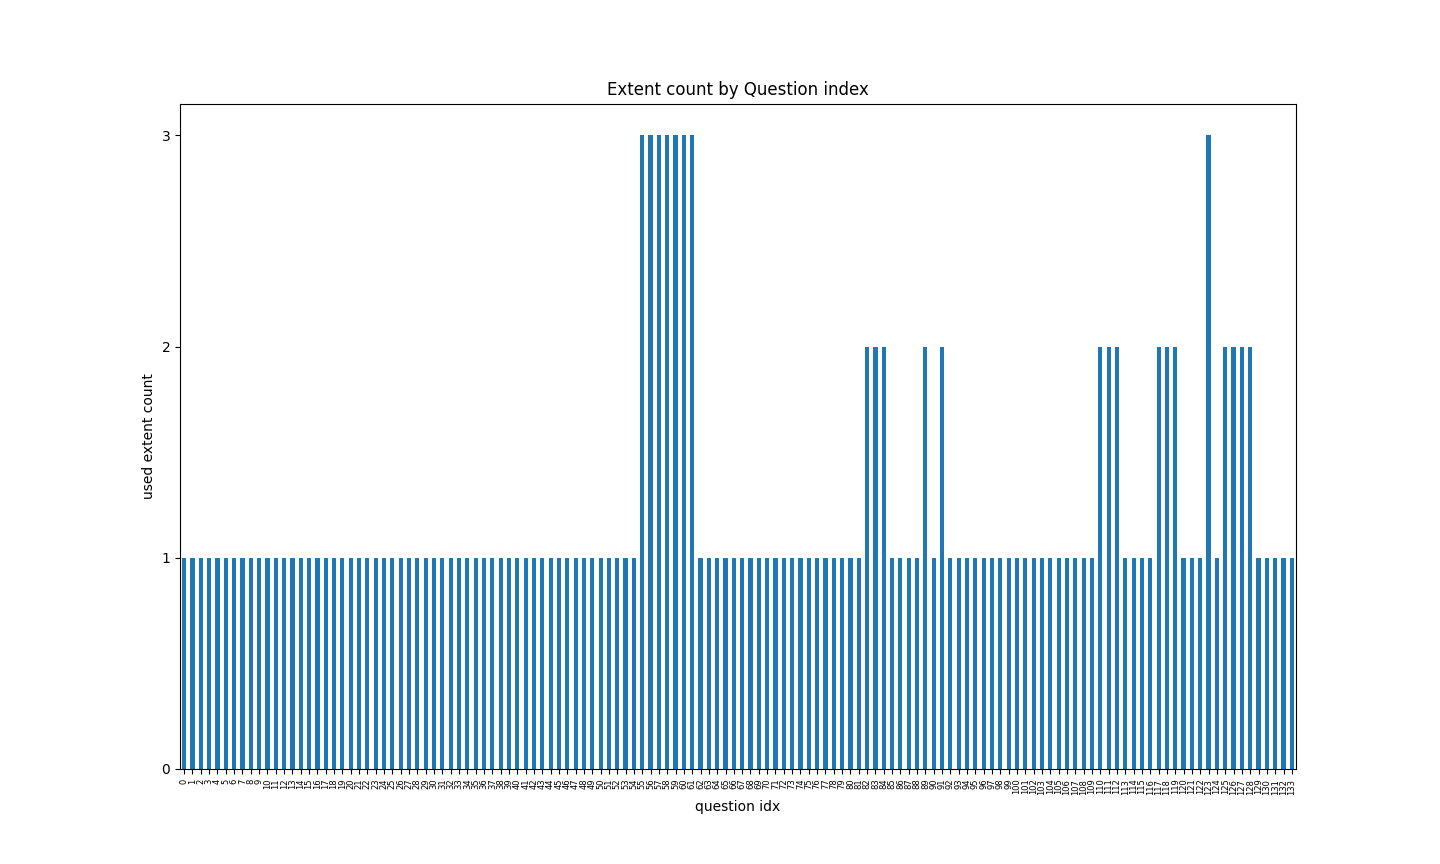 Extent count by Question index
3
2
1
0
used extent count
0 1 2 3 4 5 6 7 8 9 10 11 12 13 14 15 16 17 18 19 20 21 22 23 24 25 26 27 28 29 30 31 32 33 34 35 36 37 38 39 40 41 42 43 44 45 46 47 48 49 50 51 52 53 54 55 56 57 58 59 60 61 62 63 64 65 66 67 68 69 70 71 72 73 74 75 76 77 78 79 80 81 82 83 84 85 86 87 88 89 90 91 92 93 94 95 96 97 98 99 100 101 102 103 104 105 106 107 108 109 110 111 112 113 114 115 116 117 118 119 120 121 122 123 124 125 126 127 128 129 130 131 132 133
question idx